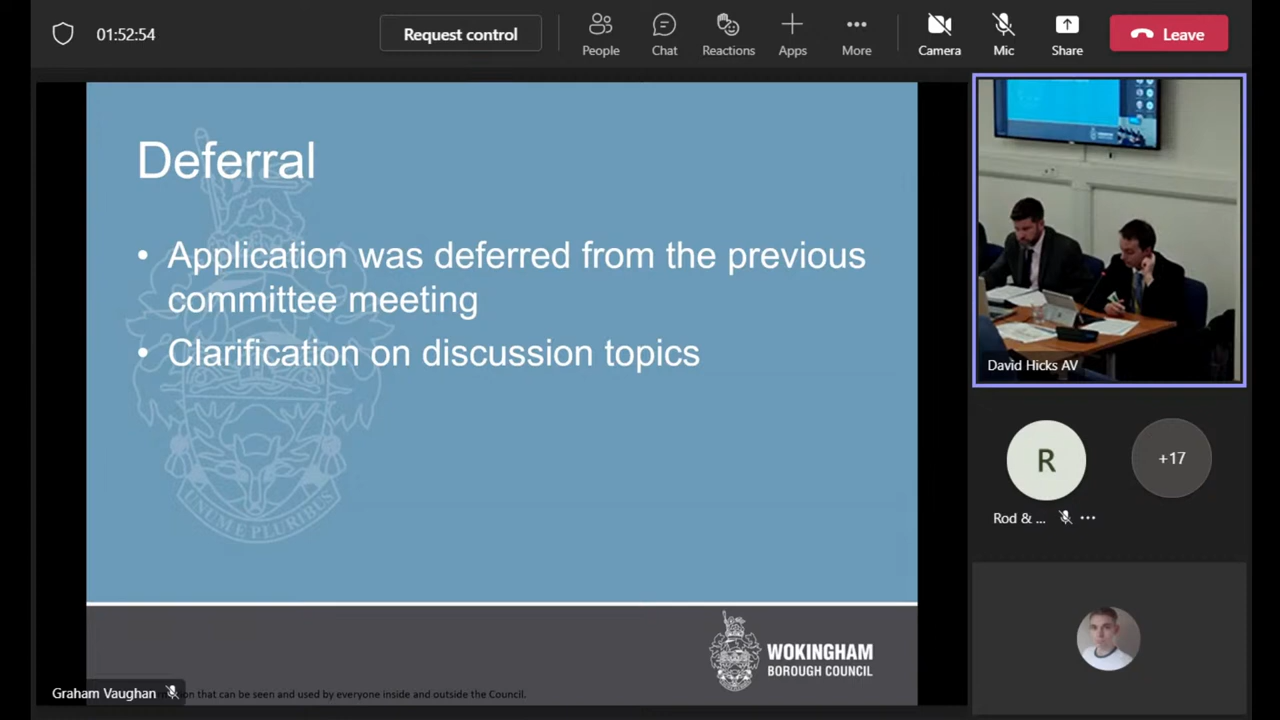 01:52:54
Request control
People
Chat
Reactions
Apps
More
Camera
Mic
Share
Leave
Deferral
• Application was deferred from the previous
committee meeting
• Clarification on discussion topics
UNUM E PLURIBUS
WOKINGHAM
BOROUGH COUNCIL
Graham Vaughan
on that can be seen and used by everyone inside and outside the Council.
David Hicks AV
R
+17
Rod & ...